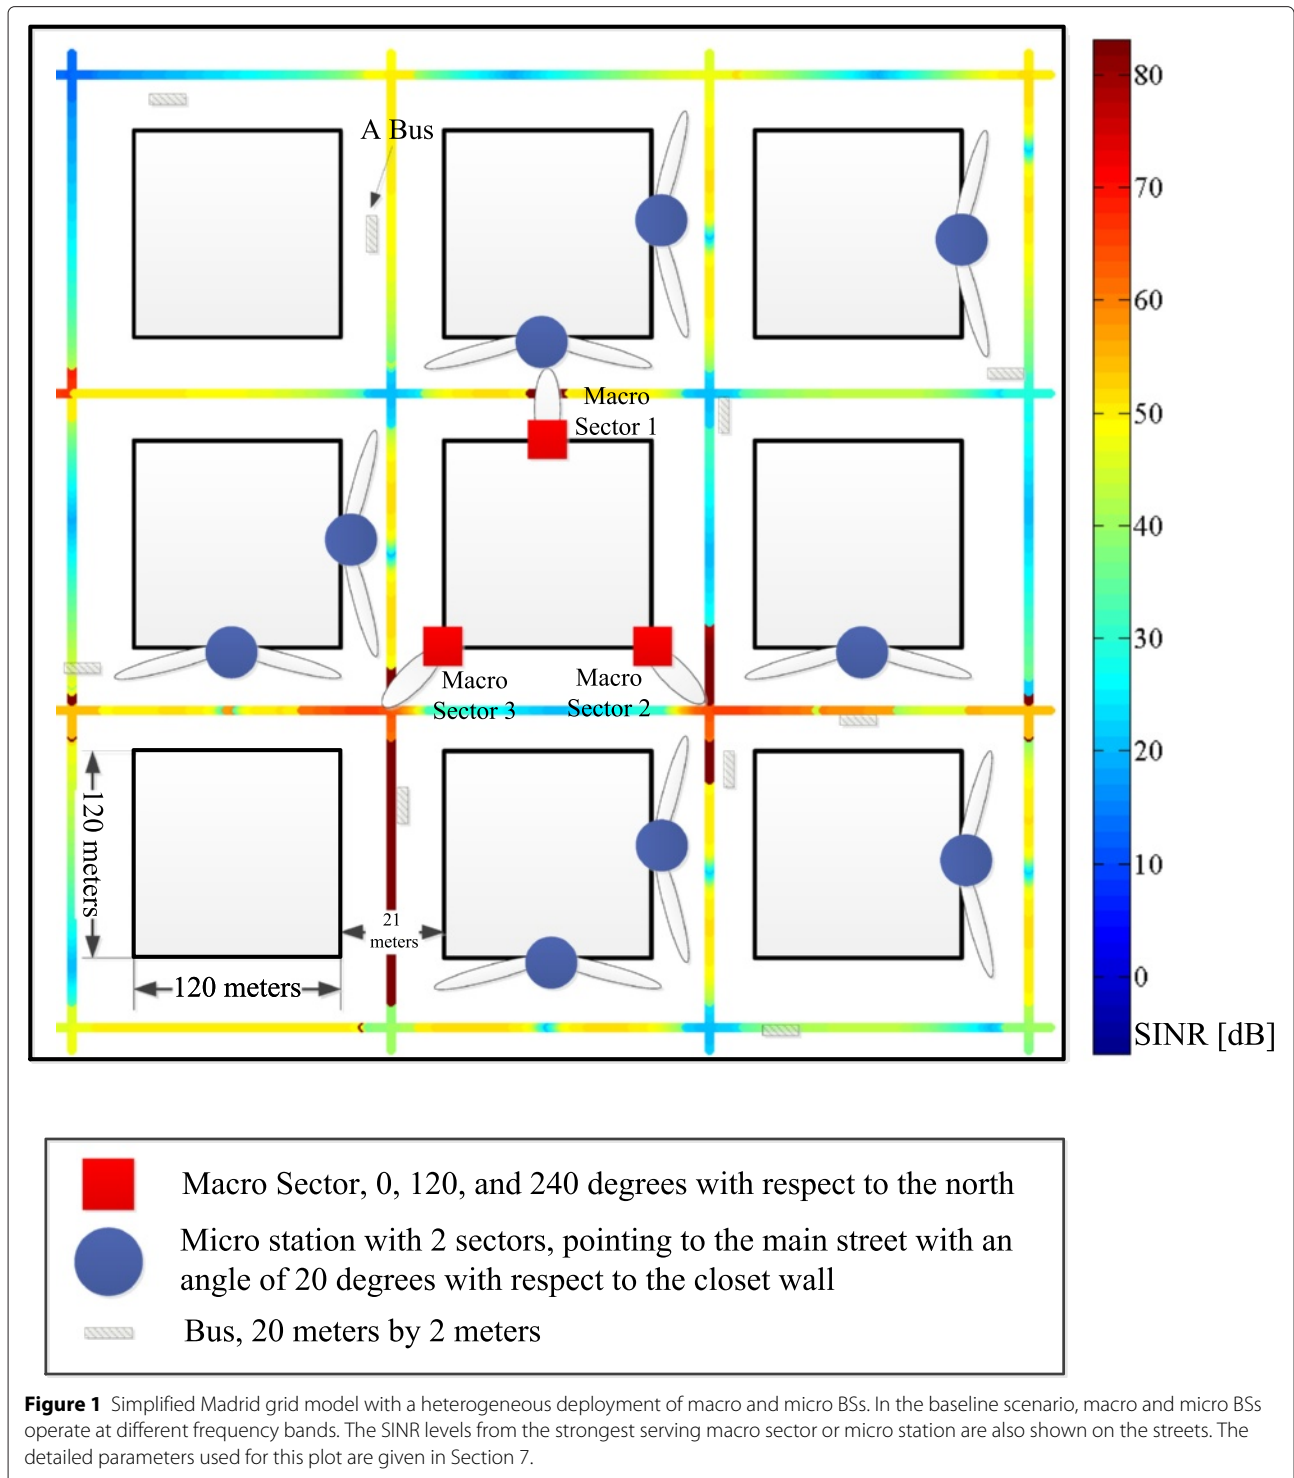 A Bus
Macro
Sector 1
Macro
Sector 3
Macro
Sector 2
120 meters
21
meters
120 meters
80
70
60
50
40
30
20
10
0
SINR [dB]
Macro Sector, 0, 120, and 240 degrees with respect to the north
Micro station with 2 sectors, pointing to the main street with an
angle of 20 degrees with respect to the closet wall
Bus, 20 meters by 2 meters
Figure 1 Simplified Madrid grid model with a heterogeneous deployment of macro and micro BSs. In the baseline scenario, macro and micro BSs
operate at different frequency bands. The SINR levels from the strongest serving macro sector or micro station are also shown on the streets. The
detailed parameters used for this plot are given in Section 7.